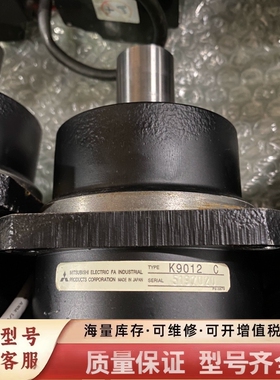 MITSUBISHI ELECTRIC FA INDUSTRIAL
PRODUCTS CORPORATION MADE IN JAPAN
TYPE K9012 C
SERIAL
型号
客服
海量库存·可维修·可开增值税
质量保证 型号齐